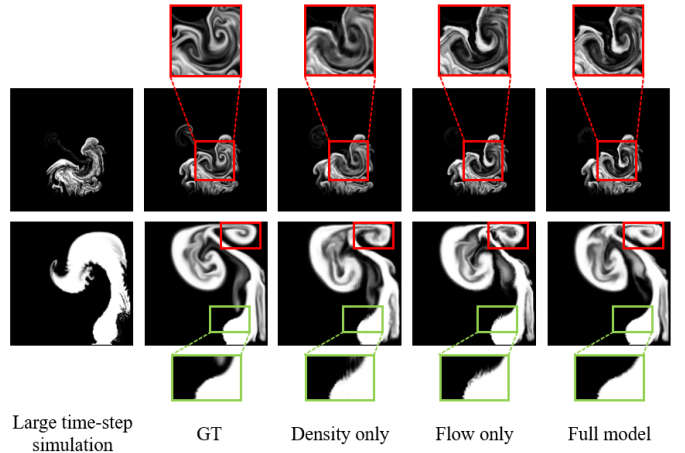 Large time-step
simulation
GT
Density only
Flow only
Full model